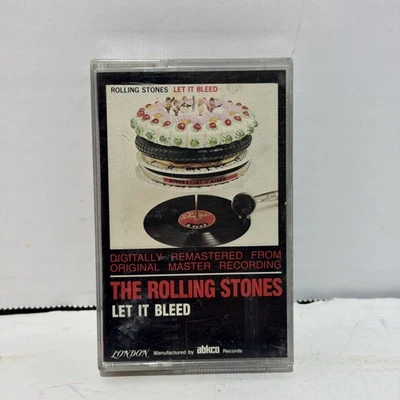 ROLLING STONES LET IT BLEED
DIGITALLY REMASTERED FROM
ORIGINAL MASTER RECORDING
THE ROLLING STONES
LET IT BLEED
LONDON Manufactured by abkco Records